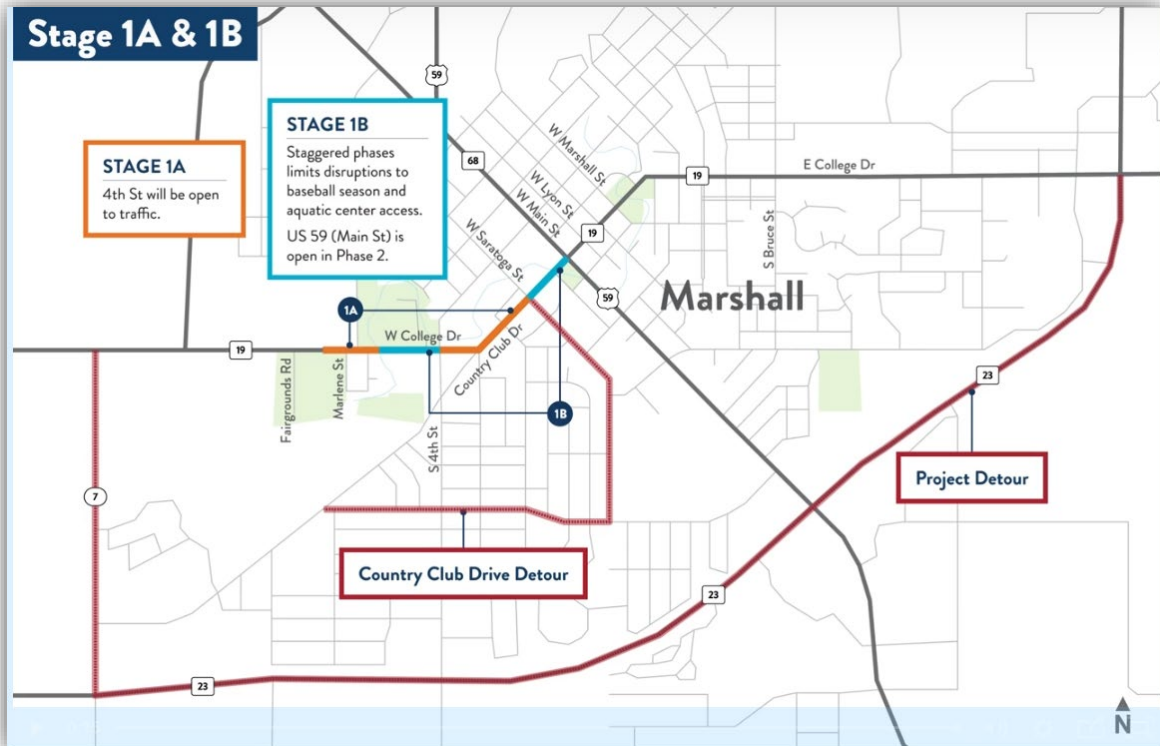 Stage 1A & 1B
59
STAGE 1B
Staggered phases
limits disruptions to
baseball season and
aquatic center access.
US 59 (Main St) is
open in Phase 2.
STAGE 1A
4th St will be open
to traffic.
68
W Marshall St
W Lyon St
W Main St
19
E College Dr
19
W Saratoga St
S Bruce St
59
Marshall
1A
W College Dr
19
Country Club Dr
Fairgrounds Rd
Marlene St
S 4th St
1B
23
Project Detour
7
Country Club Drive Detour
23
23
N